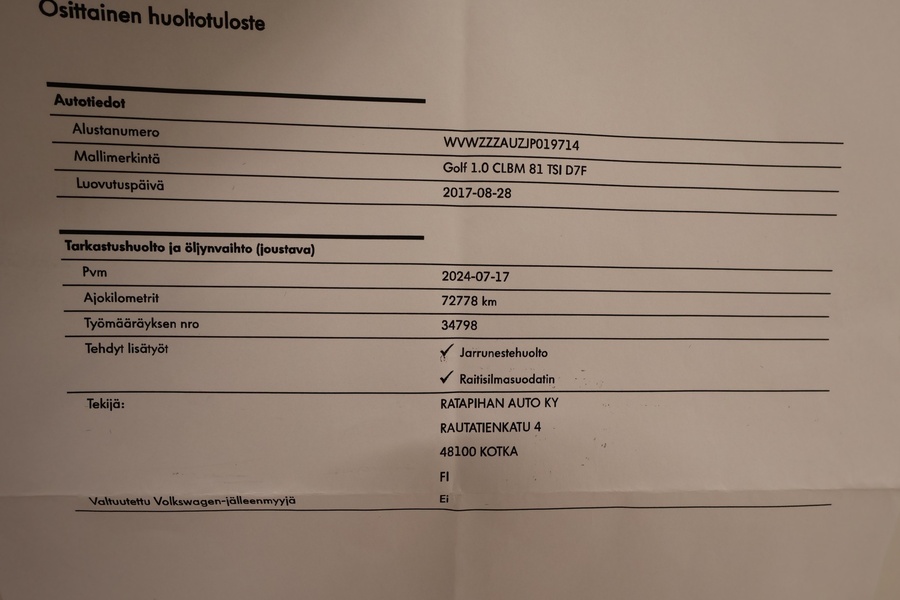 Osittainen huoltotuloste
Autotiedot
Alustanumero WVWZZZAUZJP019714
Mallimerkintä Golf 1.0 CLBM 81 TSI D7F
Luovutuspäivä 2017-08-28
Tarkastushuolto ja öljynvaihto (joustava)
Pvm 2024-07-17
Ajokilometrit 72778 km
Työmääräyksen nro 34798
Tehdyt lisätyöt ✓ Jarrunestehuolto
✓ Raitisilmasuodatin
Tekijä: RATAPIHAN AUTO KY
RAUTATIENKATU 4
48100 KOTKA
FI
Valtuutettu Volkswagen-jälleenmyyjä Ei